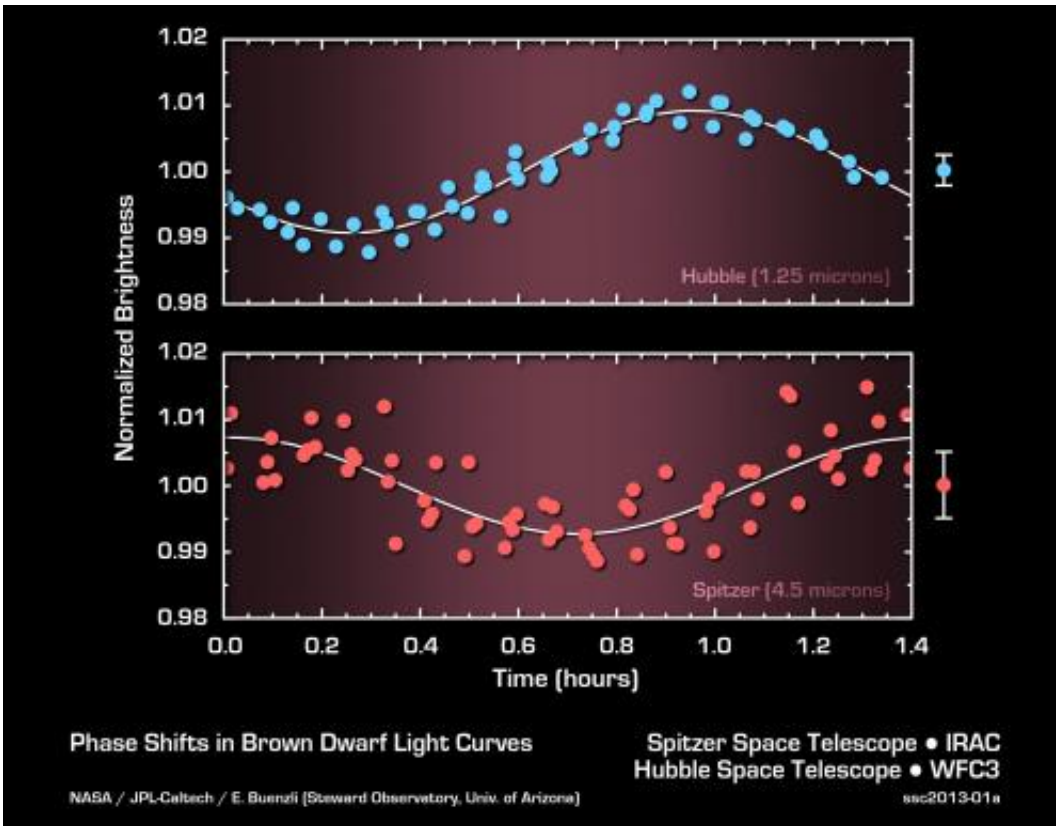 1.02
1.01
1.00
0.99
0.98
Hubble (1.25 microns)
Normalized Brightness
1.02
1.01
1.00
0.99
0.98
Spitzer (4.5 microns)
0.0 0.2 0.4 0.6 0.8 1.0 1.2 1.4
Time (hours)
Phase Shifts in Brown Dwarf Light Curves
Spitzer Space Telescope • IRAC
Hubble Space Telescope • WFC3
NASA / JPL-Caltech / E. Buenzli (Steward Observatory, Univ. of Arizona)
ssc2013-01a